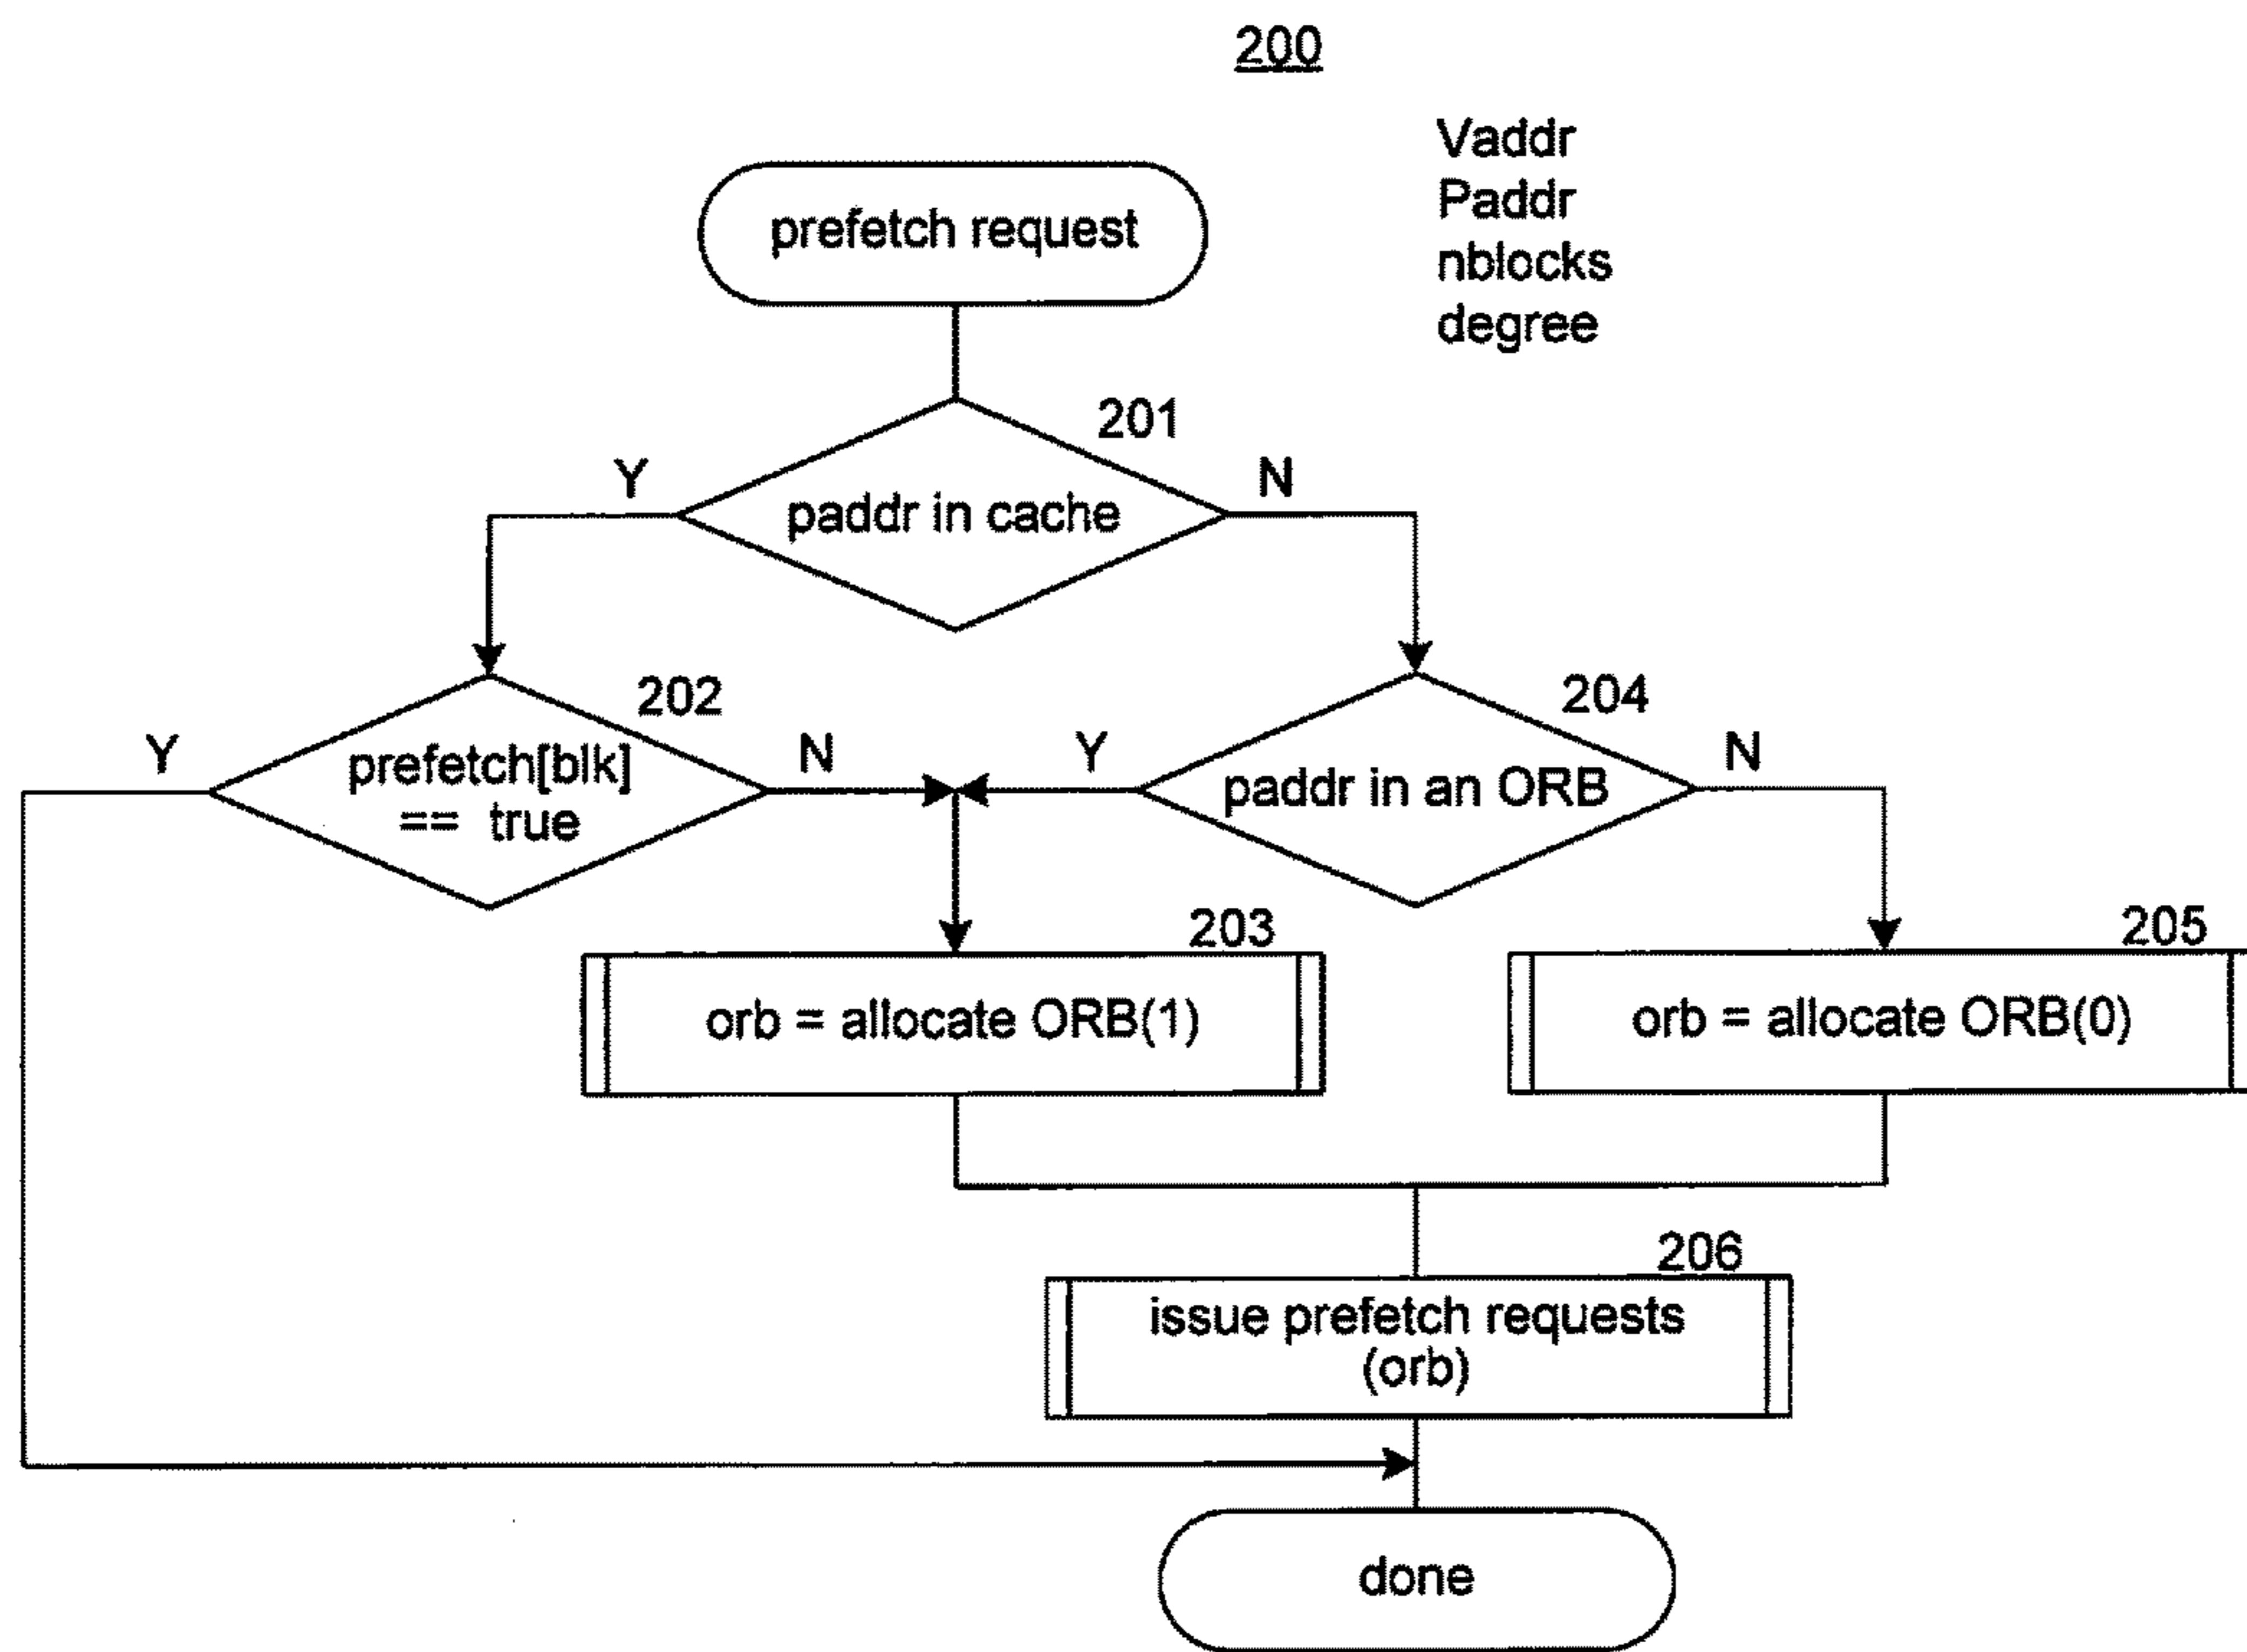 200
Vaddr
Paddr
nblocks
degree
prefetch request
201
Y
N
paddr in cache
202
204
Y
N
Y
N
prefetch[blk]
== true
paddr in an ORB
203
205
orb = allocate ORB(1)
orb = allocate ORB(0)
206
issue prefetch requests
(orb)
done